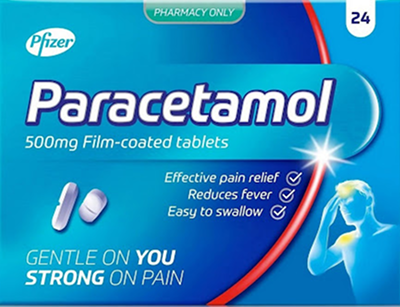 PHARMACY ONLY
Pfizer
24
Paracetamol
500mg Film-coated tablets
Effective pain relief
Reduces fever
Easy to swallow
GENTLE ON YOU
STRONG ON PAIN